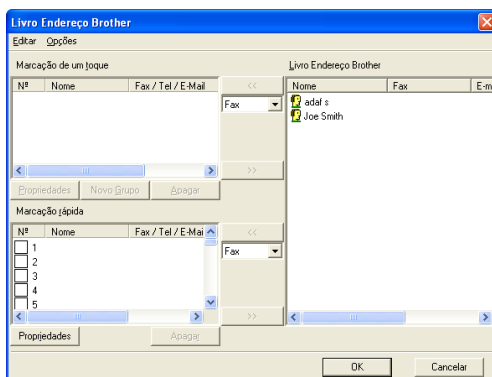 Livro Endereço Brother
Editar Opções
Marcação de um toque
Nº Nome Fax / Tel / E-Mail
<<
Fax
>>
Propriedades Novo Grupo Apagar
Marcação rápida
Nº Nome Fax / Tel / E-Mai
1
2
3
4
5
<<
Fax
>>
Propriedades Apagar
Livro Endereço Brother
Nome Fax E-m
adaf s
Joe Smith
OK Cancelar